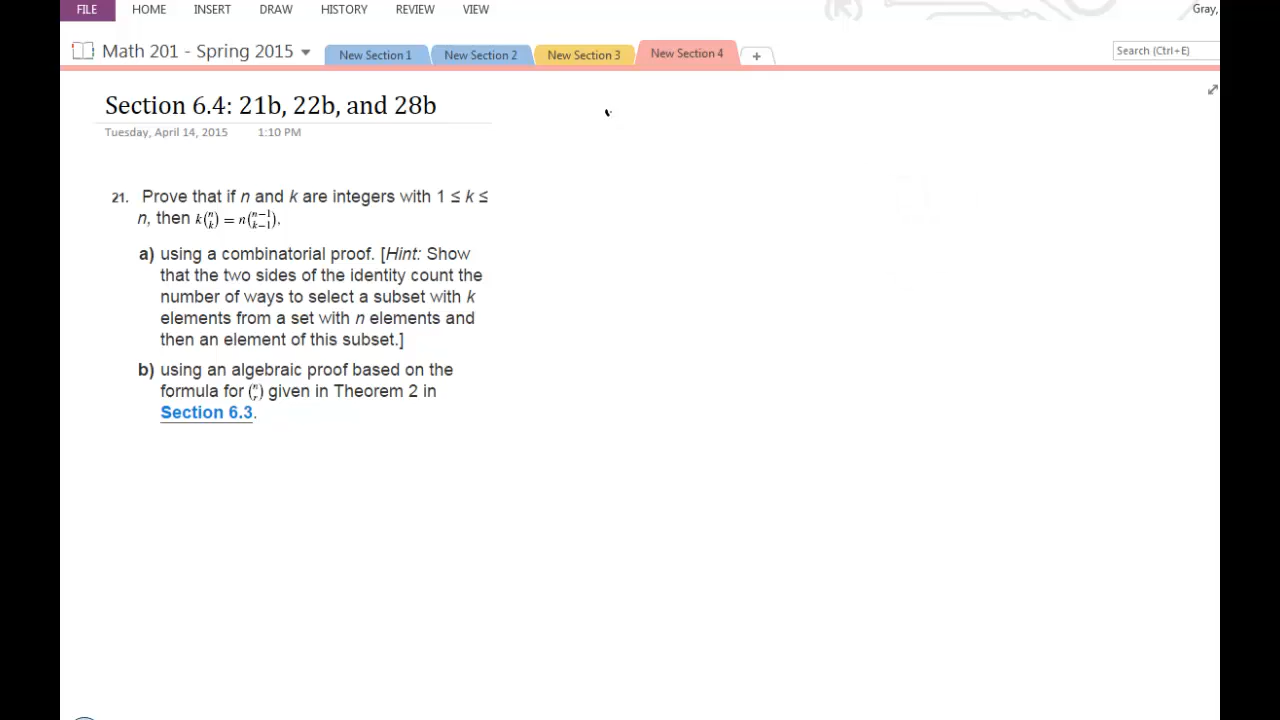 FILE HOME INSERT DRAW HISTORY REVIEW VIEW Gray,
Math 201 - Spring 2015 New Section 1 New Section 2 New Section 3 New Section 4 + Search (Ctrl+E)
Section 6.4: 21b, 22b, and 28b
Tuesday, April 14, 2015 1:10 PM
21. Prove that if n and k are integers with 1 ≤ k ≤
n, then k(n k) = n(n−1 k−1).
a) using a combinatorial proof. [Hint: Show
that the two sides of the identity count the
number of ways to select a subset with k
elements from a set with n elements and
then an element of this subset.]
b) using an algebraic proof based on the
formula for (n r) given in Theorem 2 in
Section 6.3.